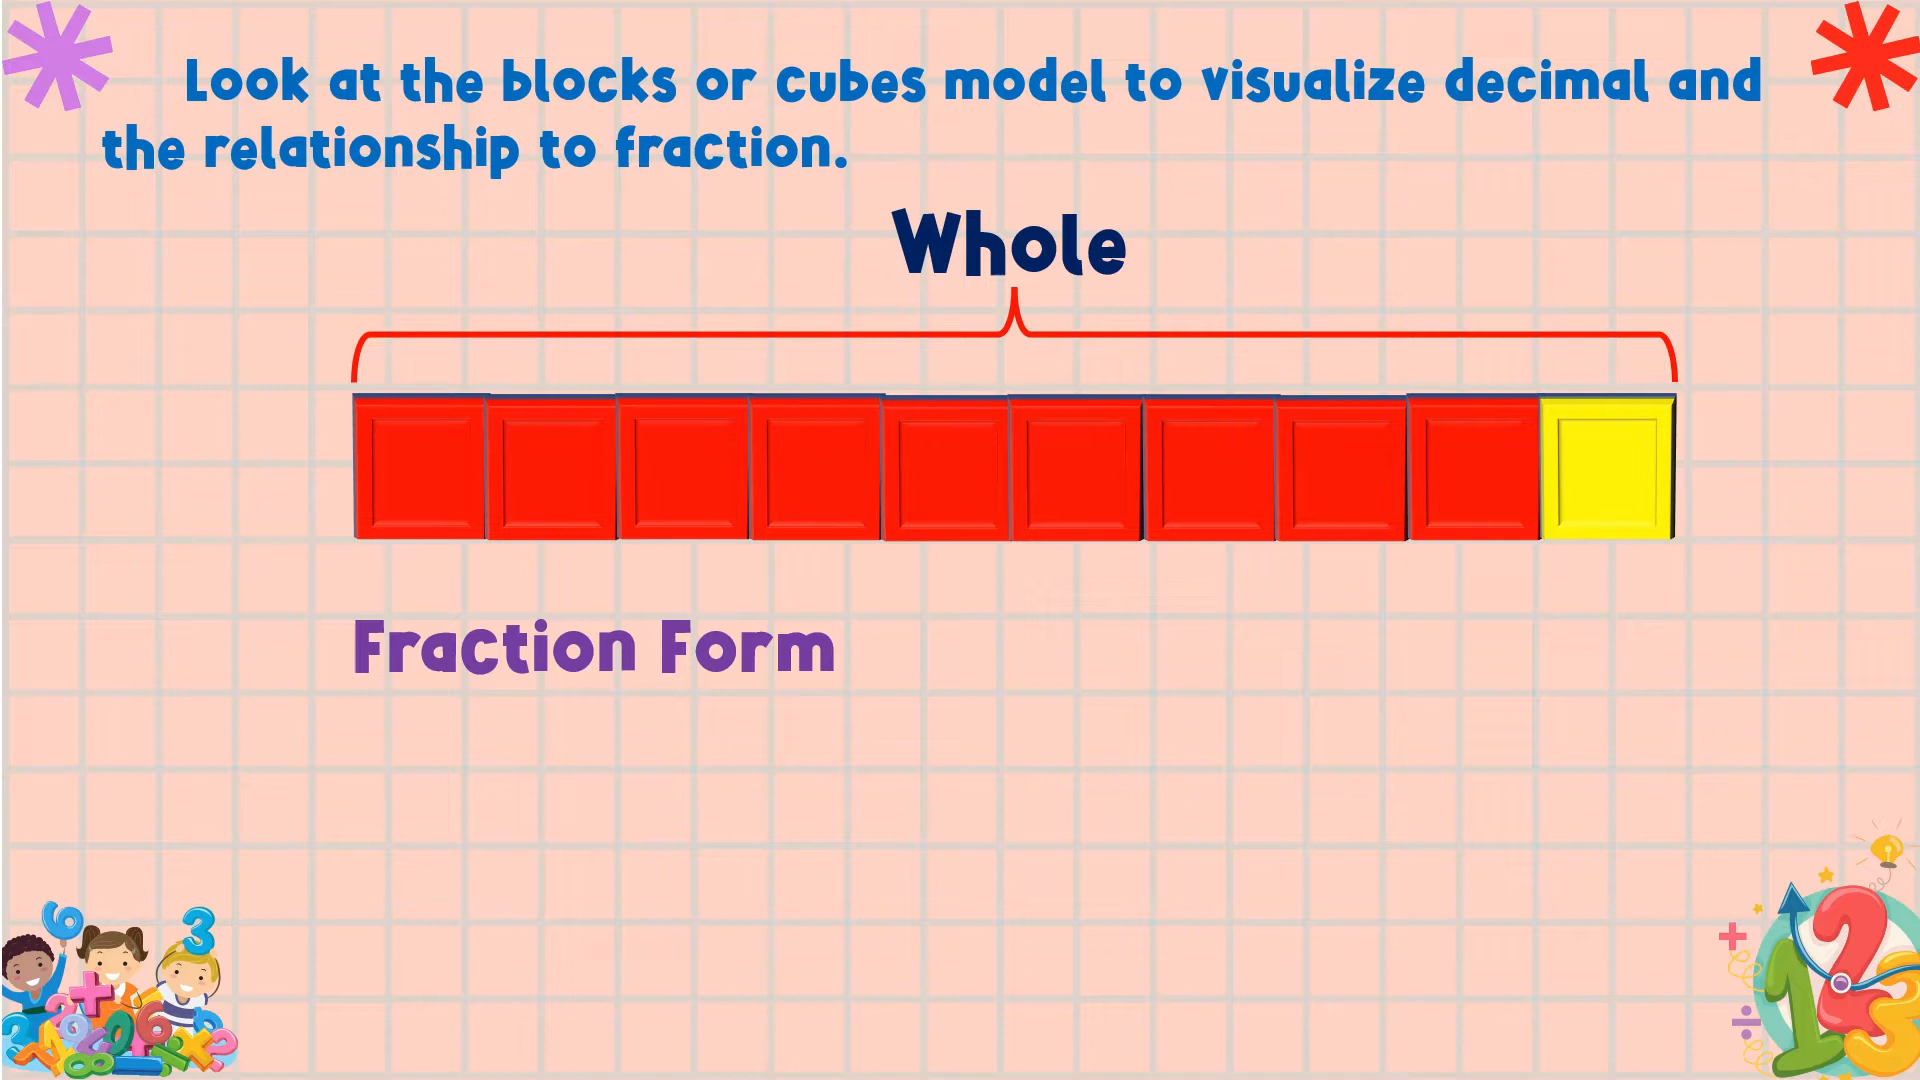 Look at the blocks or cubes model to visualize decimal and
the relationship to fraction.
Whole
Fraction Form